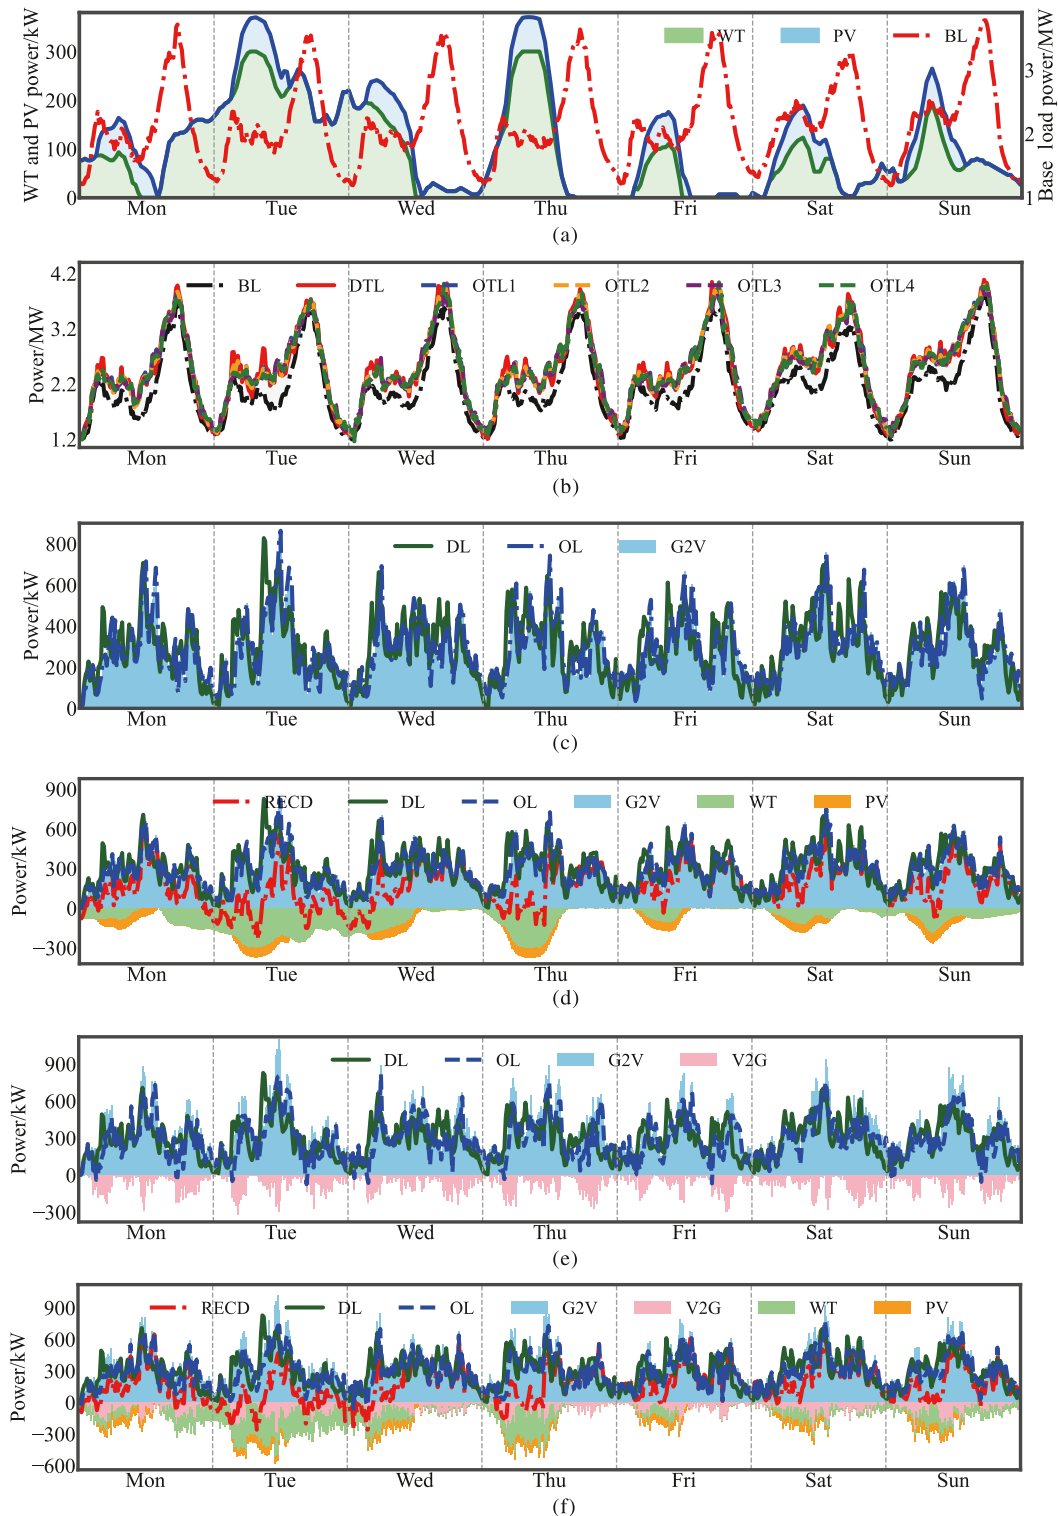 WT and PV power/kW
300
200
100
0
WT PV BL
3
2
1
Base load power/MW
Mon Tue Wed Thu Fri Sat Sun
(a)
Power/MW
4.2
3.2
2.2
1.2
BL DTL OTL1 OTL2 OTL3 OTL4
Mon Tue Wed Thu Fri Sat Sun
(b)
Power/kW
800
600
400
200
0
DL OL G2V
Mon Tue Wed Thu Fri Sat Sun
(c)
Power/kW
900
600
300
0
−300
RECD DL OL G2V WT PV
Mon Tue Wed Thu Fri Sat Sun
(d)
Power/kW
900
600
300
0
−300
DL OL G2V V2G
Mon Tue Wed Thu Fri Sat Sun
(e)
Power/kW
900
600
300
0
−300
−600
RECD DL OL G2V V2G WT PV
Mon Tue Wed Thu Fri Sat Sun
(f)